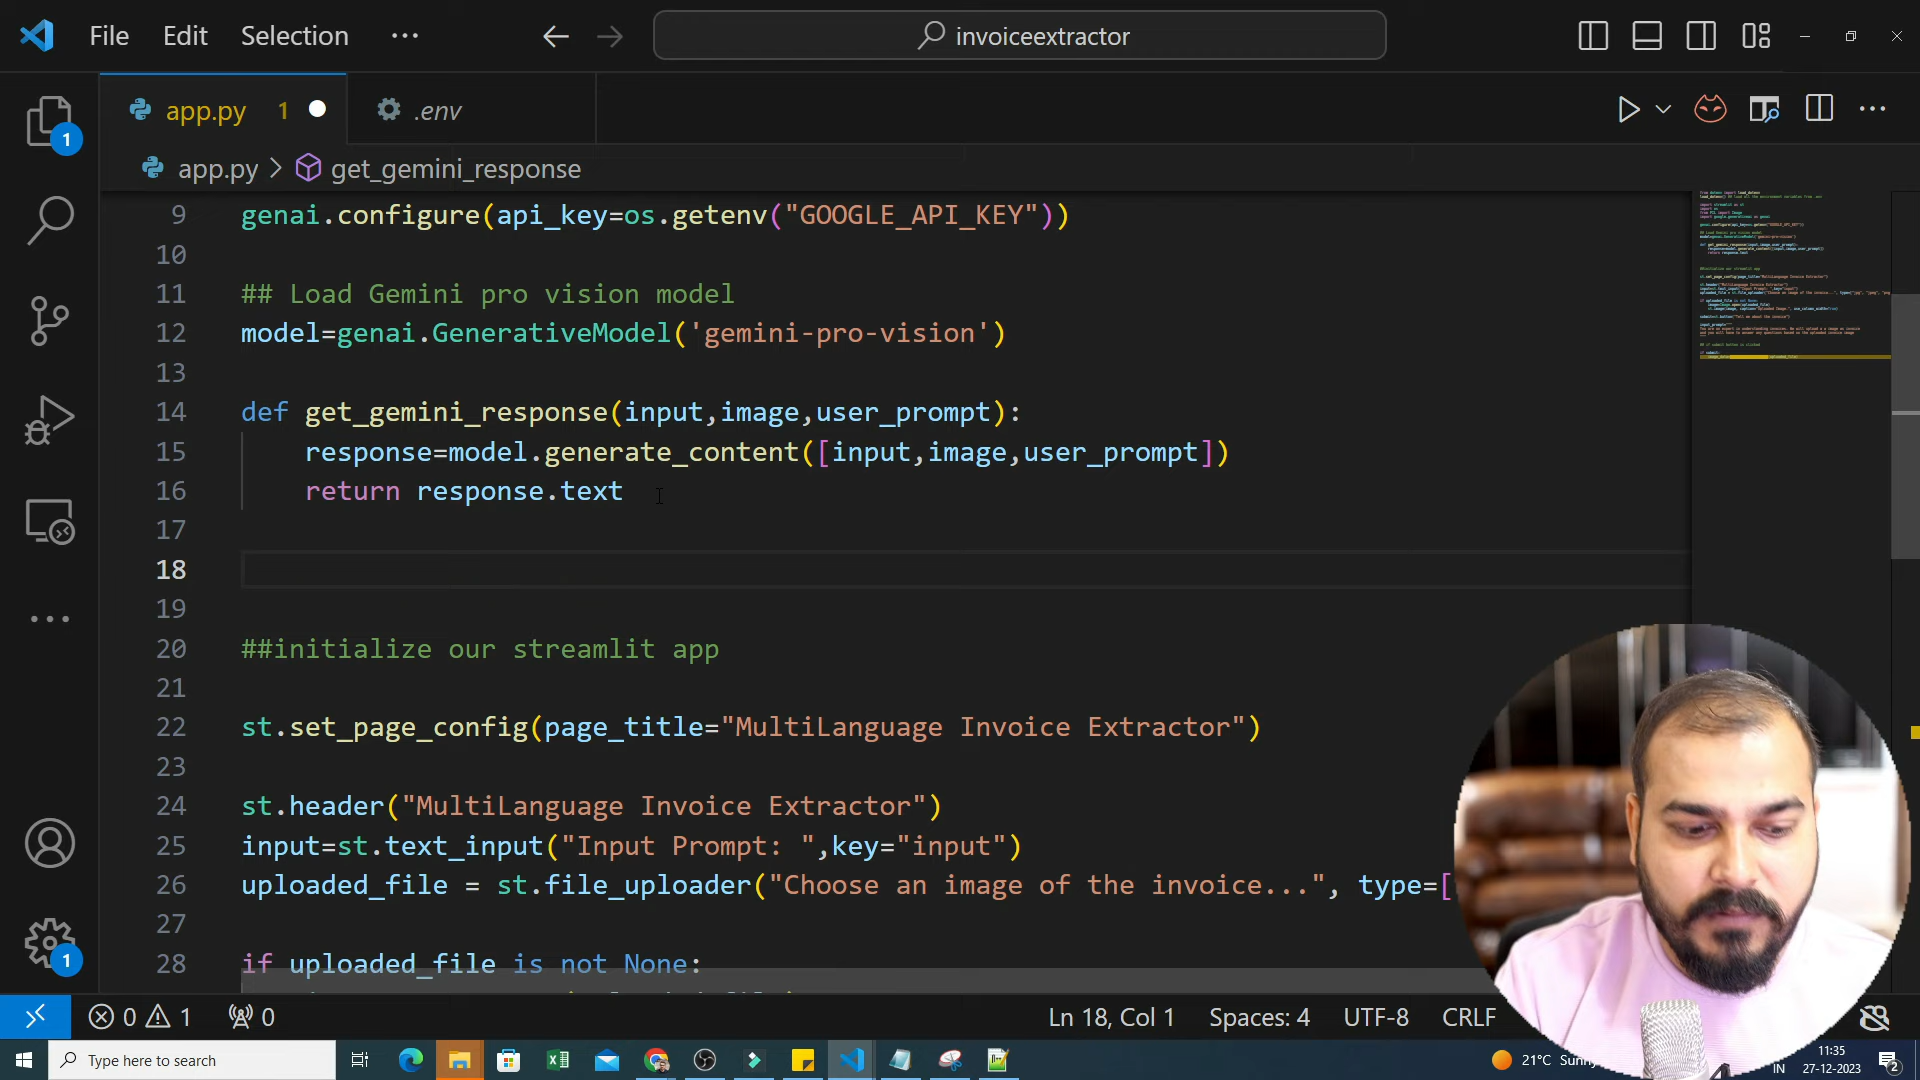 File Edit Selection ... invoiceextractor
app.py 1 .env
app.py > get_gemini_response
9 genai.configure(api_key=os.getenv("GOOGLE_API_KEY"))
10
11 ## Load Gemini pro vision model
12 model=genai.GenerativeModel('gemini-pro-vision')
13
14 def get_gemini_response(input,image,user_prompt):
15 response=model.generate_content([input,image,user_prompt])
16 return response.text
17
18
19
20 ##initialize our streamlit app
21
22 st.set_page_config(page_title="MultiLanguage Invoice Extractor")
23
24 st.header("MultiLanguage Invoice Extractor")
25 input=st.text_input("Input Prompt: ",key="input")
26 uploaded_file = st.file_uploader("Choose an image of the invoice...", type=[
27
28 if uploaded_file is not None:
1
1
0 1 0 Ln 18, Col 1 Spaces: 4 UTF-8 CRLF
Type here to search 21°C IN 11:35
27-12-2023 2